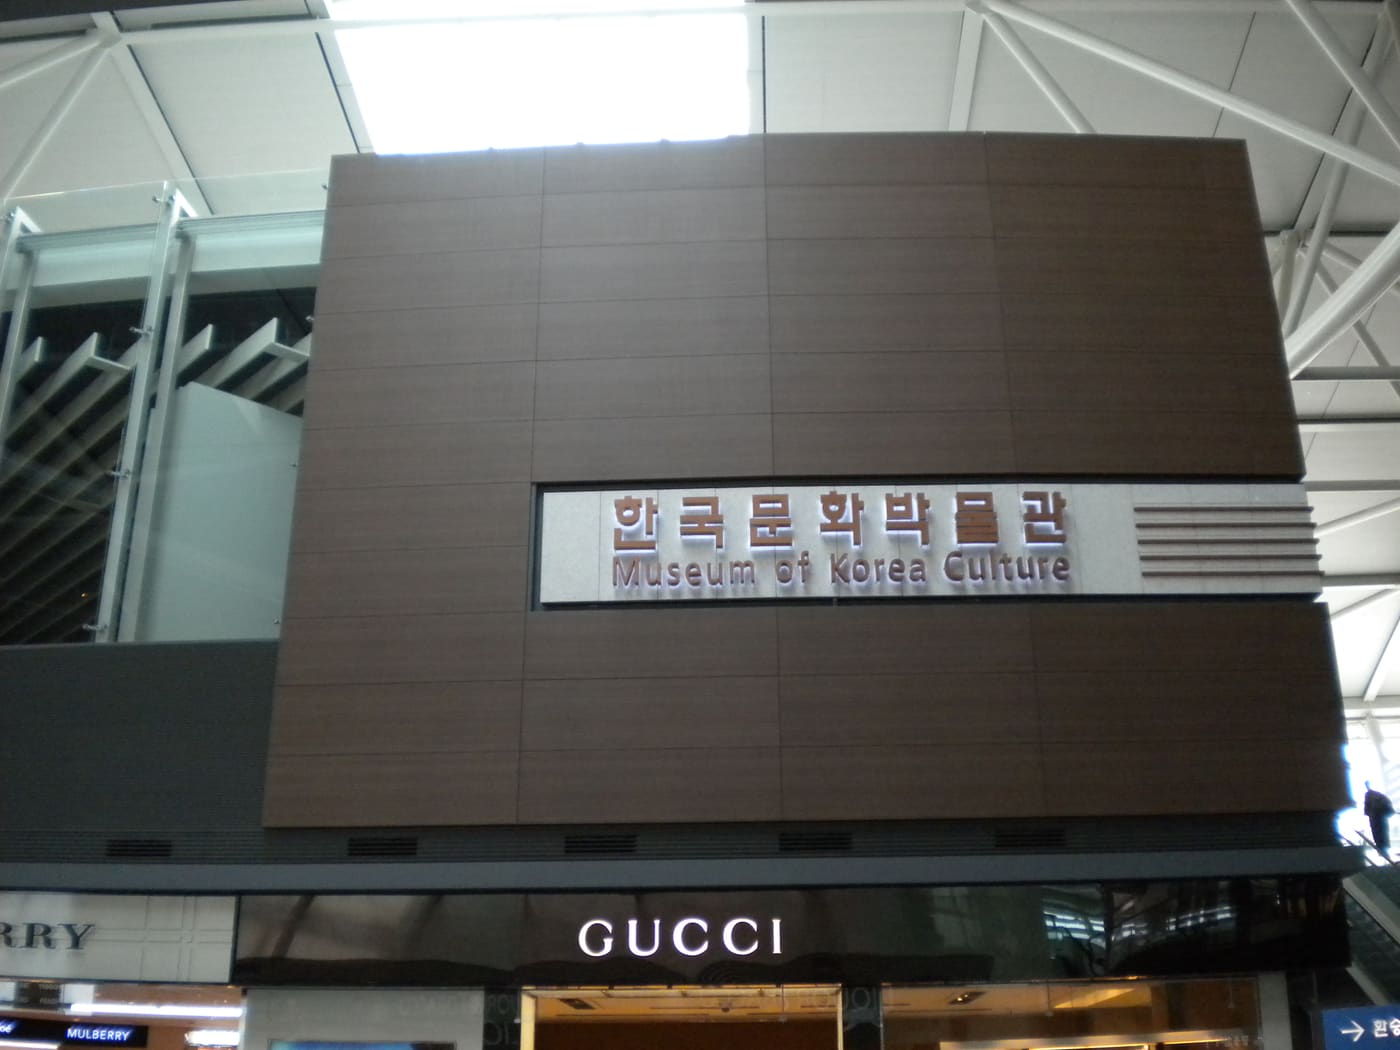 한국문화박물관
Museum of Korea Culture
GUCCI
RRY
MULBERRY